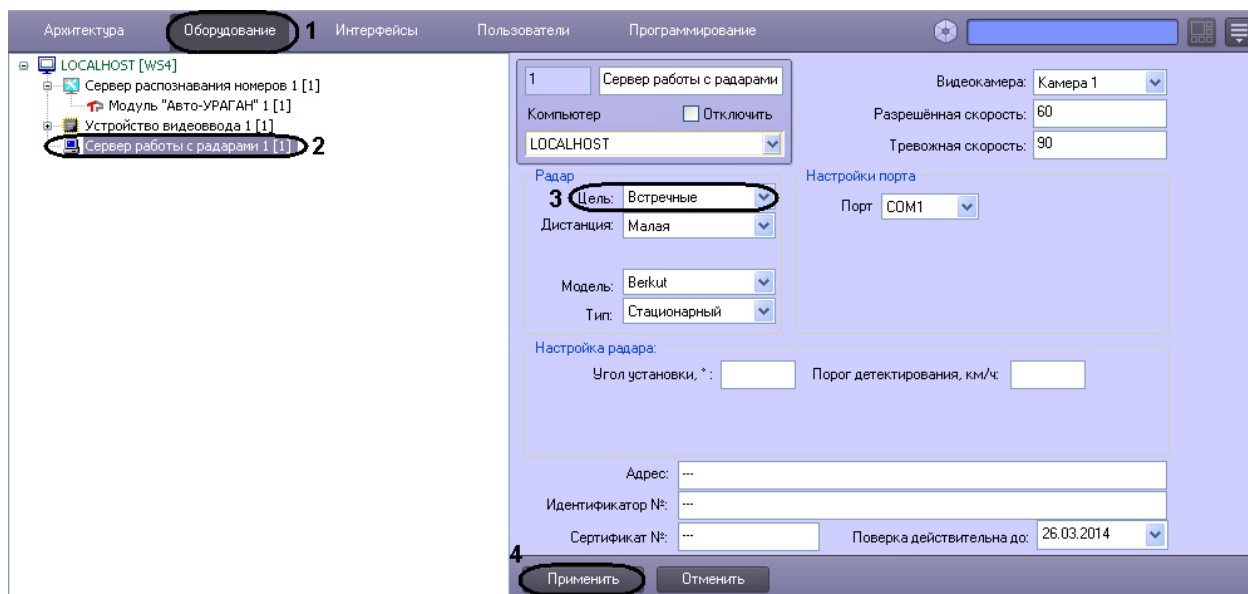 Архитектура Оборудование 1 Интерфейсы Пользователи Программирование
LOCALHOST [WS4]
Сервер распознавания номеров 1 [1]
Модуль "Авто-УРАГАН" 1 [1]
Устройство видеоввода 1 [1]
Сервер работы с радарами 1 [1] 2
1 Сервер работы с радарами
Компьютер Отключить
LOCALHOST
Видеокамера: Камера 1
Разрешённая скорость: 60
Тревожная скорость: 90
Радар
3 Цель: Встречные
Дистанция: Малая
Модель: Berkut
Тип: Стационарный
Настройки порта
Порт COM1
Настройка радара:
Угол установки, ° : Порог детектирования, км/ч:
Адрес: ---
Идентификатор №: ---
Сертификат №: --- Поверка действительна до: 26.03.2014
4
Применить Отменить